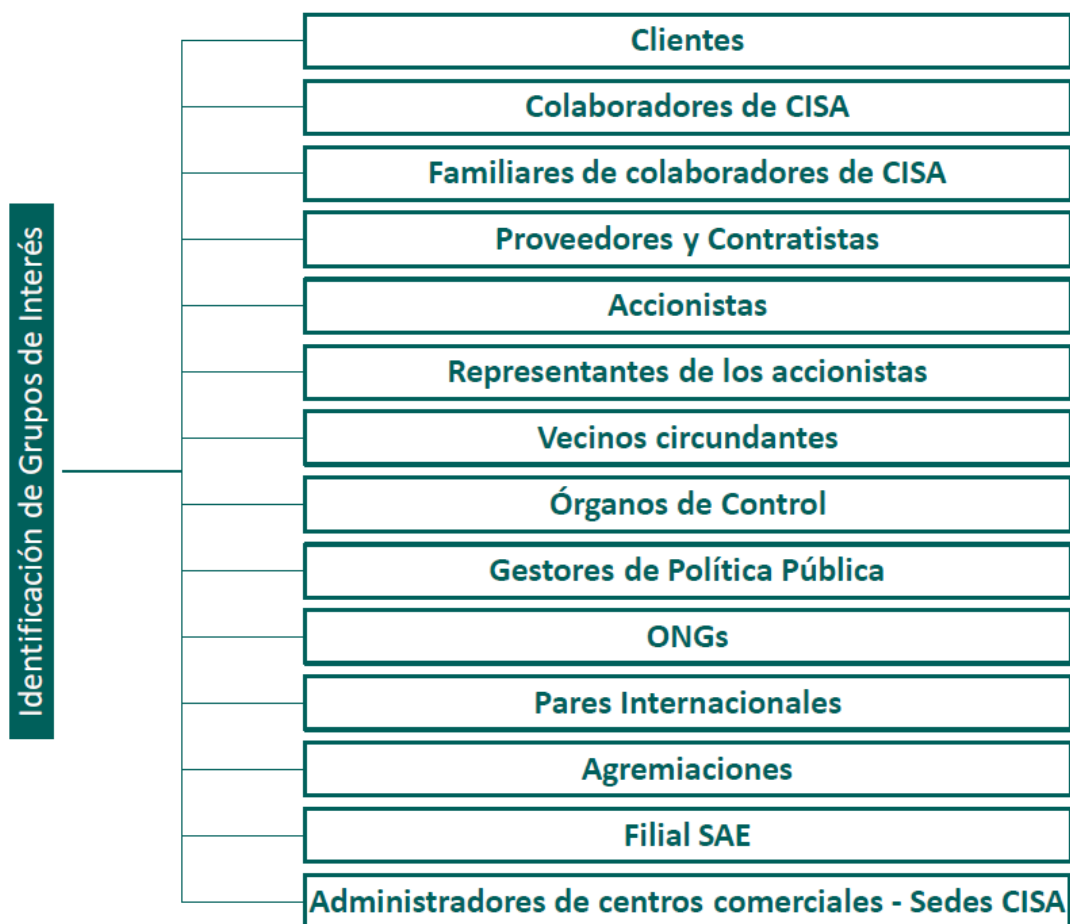 Identificación de Grupos de Interés
Clientes
Colaboradores de CISA
Familiares de colaboradores de CISA
Proveedores y Contratistas
Accionistas
Representantes de los accionistas
Vecinos circundantes
Órganos de Control
Gestores de Política Pública
ONGs
Pares Internacionales
Agremiaciones
Filial SAE
Administradores de centros comerciales - Sedes CISA